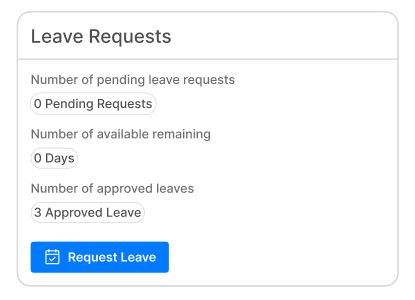 Leave Requests
Number of pending leave requests
0 Pending Requests
Number of available remaining
0 Days
Number of approved leaves
3 Approved Leave
Request Leave